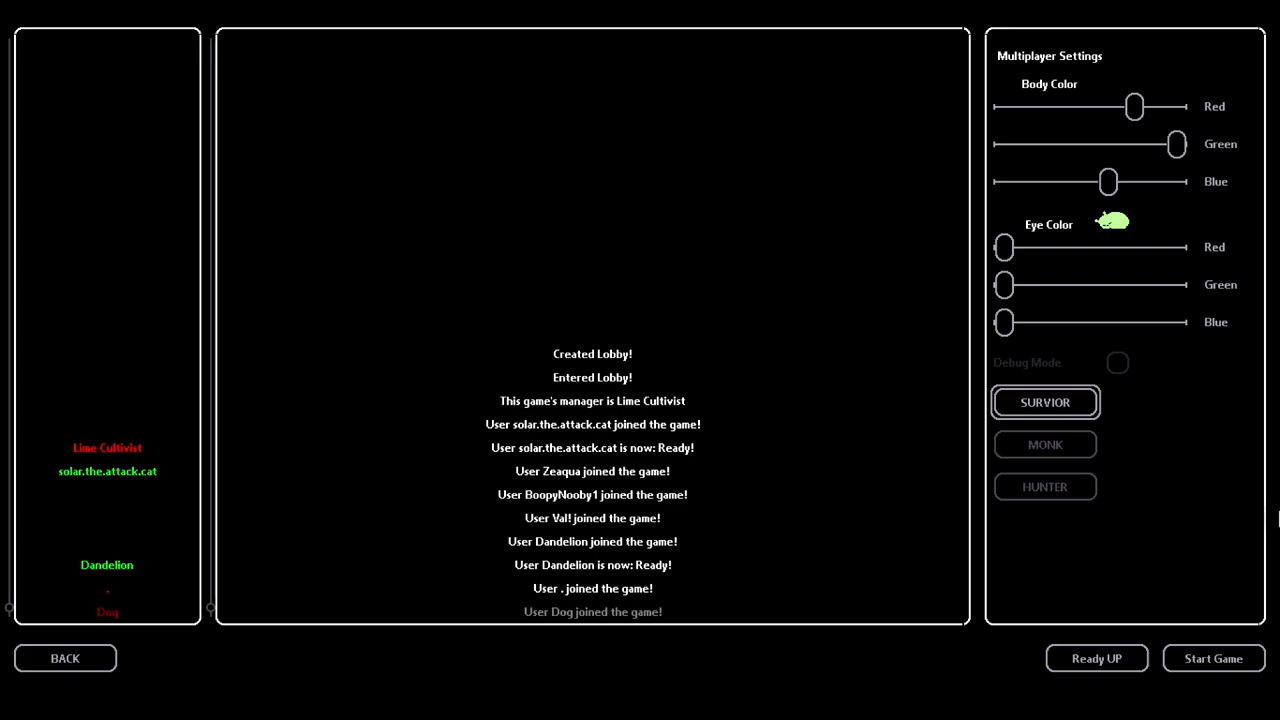 Lime Cultivist
solar.the.attack.cat
Dandelion
.
Dog
Created Lobby!
Entered Lobby!
This game's manager is Lime Cultivist
User solar.the.attack.cat joined the game!
User solar.the.attack.cat is now: Ready!
User Zeaqua joined the game!
User BoopyNooby1 joined the game!
User Val! joined the game!
User Dandelion joined the game!
User Dandelion is now: Ready!
User . joined the game!
User Dog joined the game!
Multiplayer Settings
Body Color
Red
Green
Blue
Eye Color
Red
Green
Blue
Debug Mode
SURVIOR
MONK
HUNTER
BACK
Ready UP
Start Game